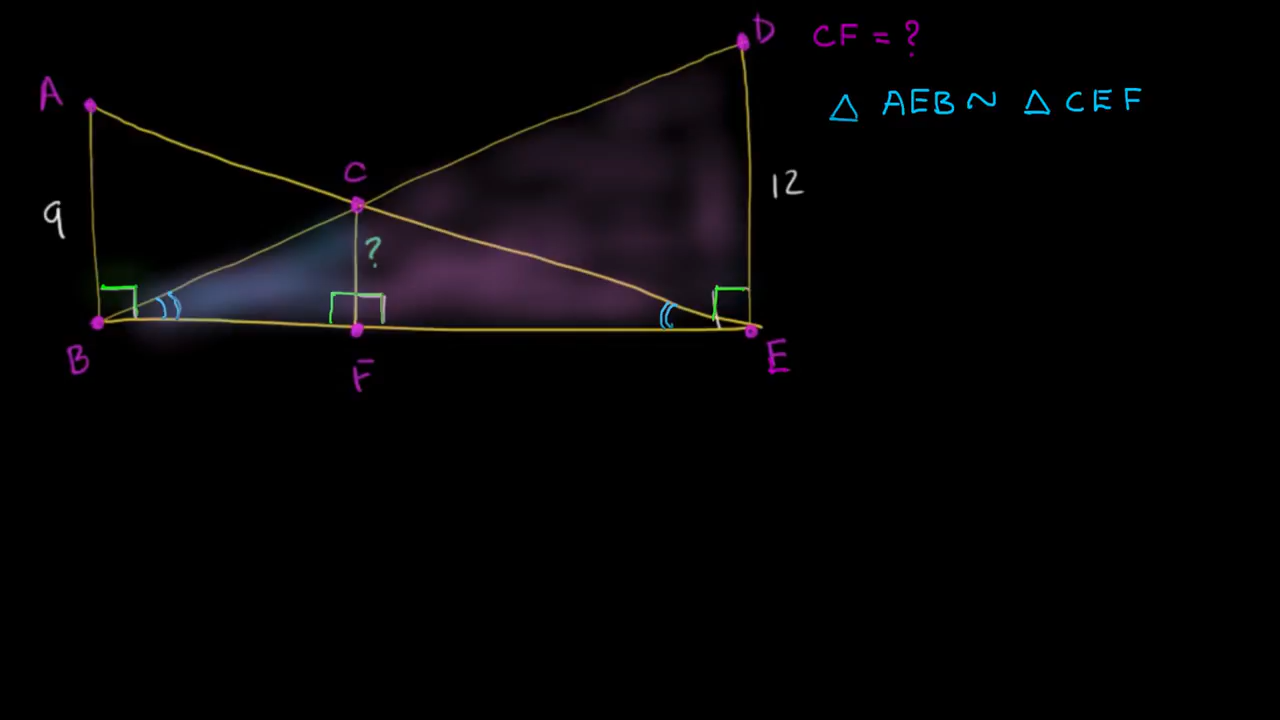 D CF = ?
A
△ AEB ~ △ CEF
C
12
9
?
B
F
E